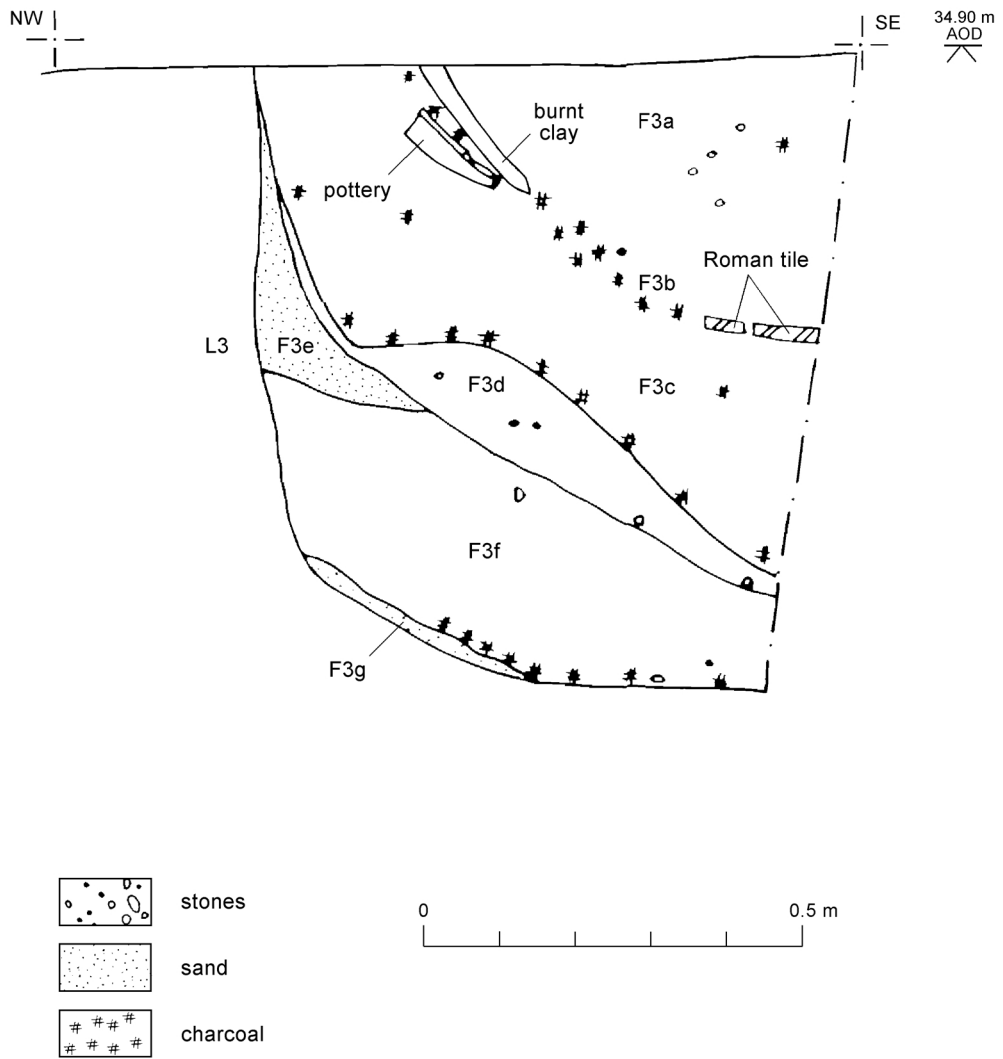 NW
SE
34.90 m
AOD
burnt
clay
F3a
pottery
F3b
Roman tile
L3
F3e
F3d
F3c
F3f
F3g
stones
sand
charcoal
0
0.5 m